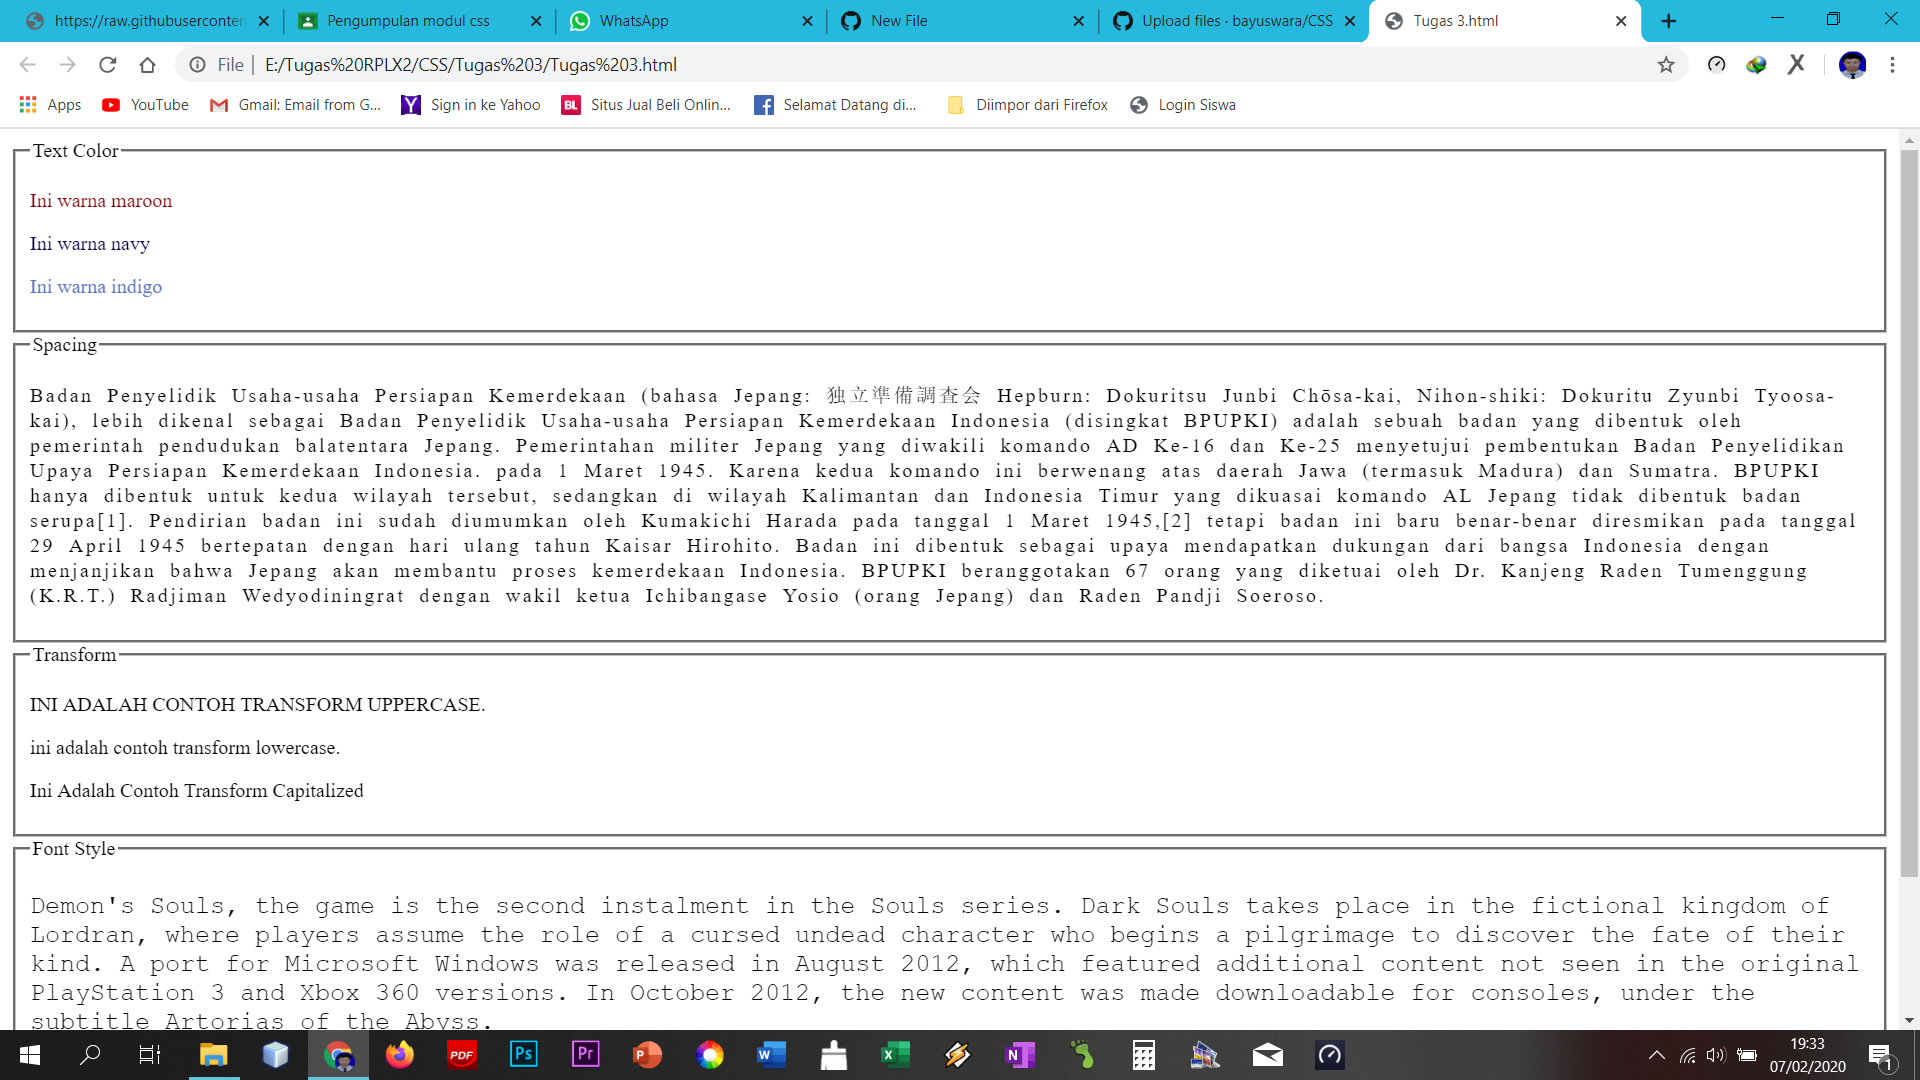 https://raw.githubuserconten
Pengumpulan modul css
WhatsApp
New File
Upload files · bayuswara/CSS
Tugas 3.html
File
E:/Tugas%20RPLX2/CSS/Tugas%203/Tugas%203.html
Apps
YouTube
Gmail: Email from G...
Sign in ke Yahoo
BL
Situs Jual Beli Onlin...
Selamat Datang di...
Diimpor dari Firefox
Login Siswa
Text Color
Ini warna maroon
Ini warna navy
Ini warna indigo
Spacing
Badan Penyelidik Usaha-usaha Persiapan Kemerdekaan (bahasa Jepang: 独立準備調査会 Hepburn: Dokuritsu Junbi Chōsa-kai, Nihon-shiki: Dokuritu Zyunbi Tyoosa-
kai), lebih dikenal sebagai Badan Penyelidik Usaha-usaha Persiapan Kemerdekaan Indonesia (disingkat BPUPKI) adalah sebuah badan yang dibentuk oleh
pemerintah pendudukan balatentara Jepang. Pemerintahan militer Jepang yang diwakili komando AD Ke-16 dan Ke-25 menyetujui pembentukan Badan Penyelidikan
Upaya Persiapan Kemerdekaan Indonesia. pada 1 Maret 1945. Karena kedua komando ini berwenang atas daerah Jawa (termasuk Madura) dan Sumatra. BPUPKI
hanya dibentuk untuk kedua wilayah tersebut, sedangkan di wilayah Kalimantan dan Indonesia Timur yang dikuasai komando AL Jepang tidak dibentuk badan
serupa[1]. Pendirian badan ini sudah diumumkan oleh Kumakichi Harada pada tanggal 1 Maret 1945,[2] tetapi badan ini baru benar-benar diresmikan pada tanggal
29 April 1945 bertepatan dengan hari ulang tahun Kaisar Hirohito. Badan ini dibentuk sebagai upaya mendapatkan dukungan dari bangsa Indonesia dengan
menjanjikan bahwa Jepang akan membantu proses kemerdekaan Indonesia. BPUPKI beranggotakan 67 orang yang diketuai oleh Dr. Kanjeng Raden Tumenggung
(K.R.T.) Radjiman Wedyodiningrat dengan wakil ketua Ichibangase Yosio (orang Jepang) dan Raden Pandji Soeroso.
Transform
INI ADALAH CONTOH TRANSFORM UPPERCASE.
ini adalah contoh transform lowercase.
Ini Adalah Contoh Transform Capitalized
Font Style
Demon's Souls, the game is the second instalment in the Souls series. Dark Souls takes place in the fictional kingdom of
Lordran, where players assume the role of a cursed undead character who begins a pilgrimage to discover the fate of their
kind. A port for Microsoft Windows was released in August 2012, which featured additional content not seen in the original
PlayStation 3 and Xbox 360 versions. In October 2012, the new content was made downloadable for consoles, under the
subtitle Artorias of the Abyss.
PDF
Ps
Pr
19:33
07/02/2020
1